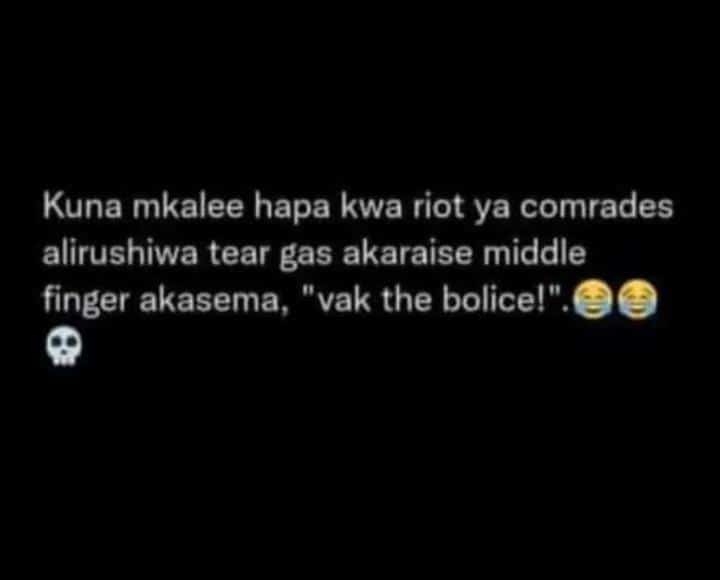 Kuna mkalee hapa kwa riot ya comrades
alirushiwa tear gas akaraise middle
finger akasema, "vak the bolice!".😂😂
💀